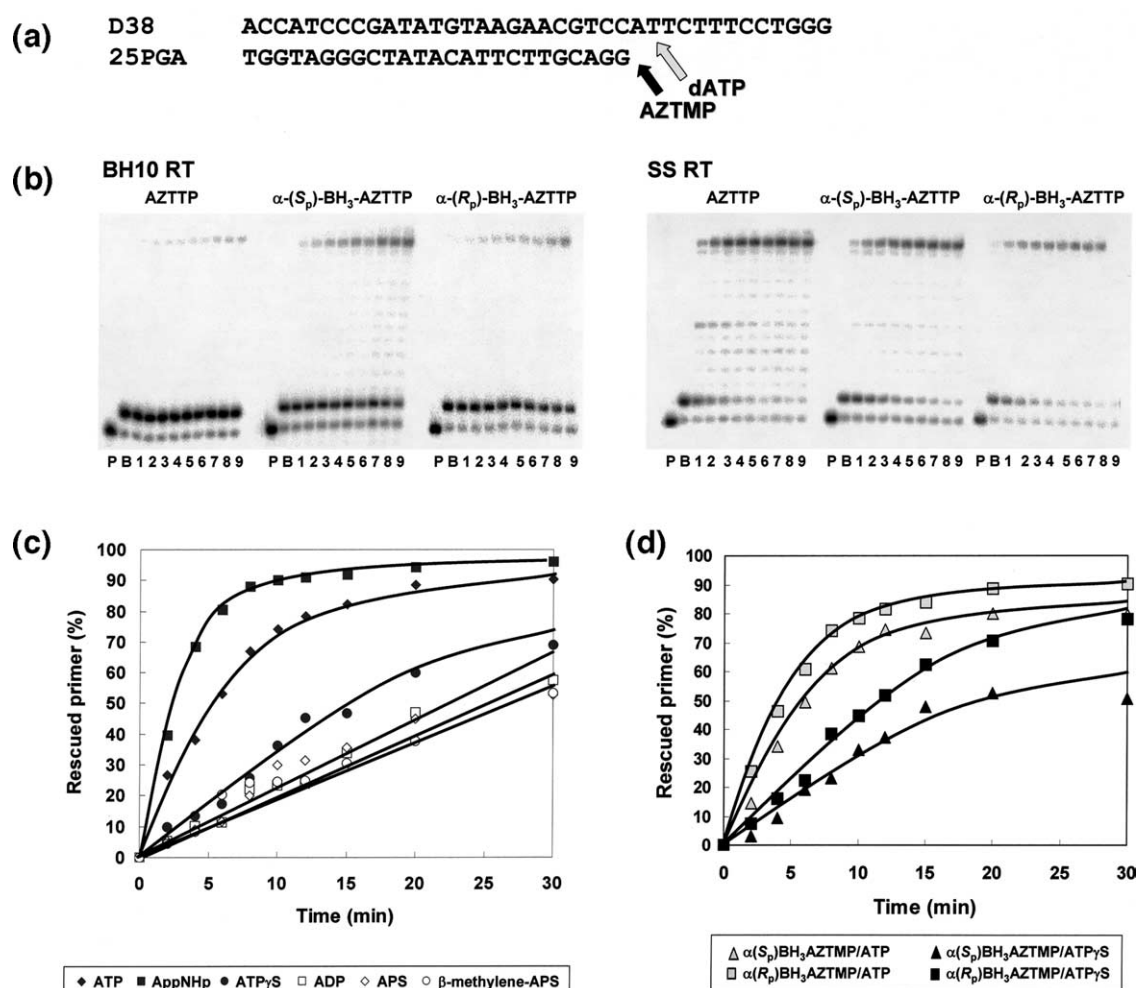 (a)
D38 ACCATCCCGATATGTAAGAACGTCCATTCTTTCCTGGG
25PGA TGGTAGGGCTATACATTCTTGCAGG
dATP
AZTMP
(b)
BH10 RT
AZTTP α-(Sp)-BH3-AZTTP α-(Rp)-BH3-AZTTP
P B 1 2 3 4 5 6 7 8 9 P B 1 2 3 4 5 6 7 8 9 P B 1 2 3 4 5 6 7 8 9
SS RT
AZTTP α-(Sp)-BH3-AZTTP α-(Rp)-BH3-AZTTP
P B 1 2 3 4 5 6 7 8 9 P B 1 2 3 4 5 6 7 8 9 P B 1 2 3 4 5 6 7 8 9
(c)
Rescued primer (%)
100
90
80
70
60
50
40
30
20
10
0
0 5 10 15 20 25 30
Time (min)
ATP AppNHp ATPγS ADP APS β-methylene-APS
(d)
Rescued primer (%)
100
90
80
70
60
50
40
30
20
10
0
0 5 10 15 20 25 30
Time (min)
α(Sp)BH3AZTMP/ATP α(Sp)BH3AZTMP/ATPγS
α(Rp)BH3AZTMP/ATP α(Rp)BH3AZTMP/ATPγS